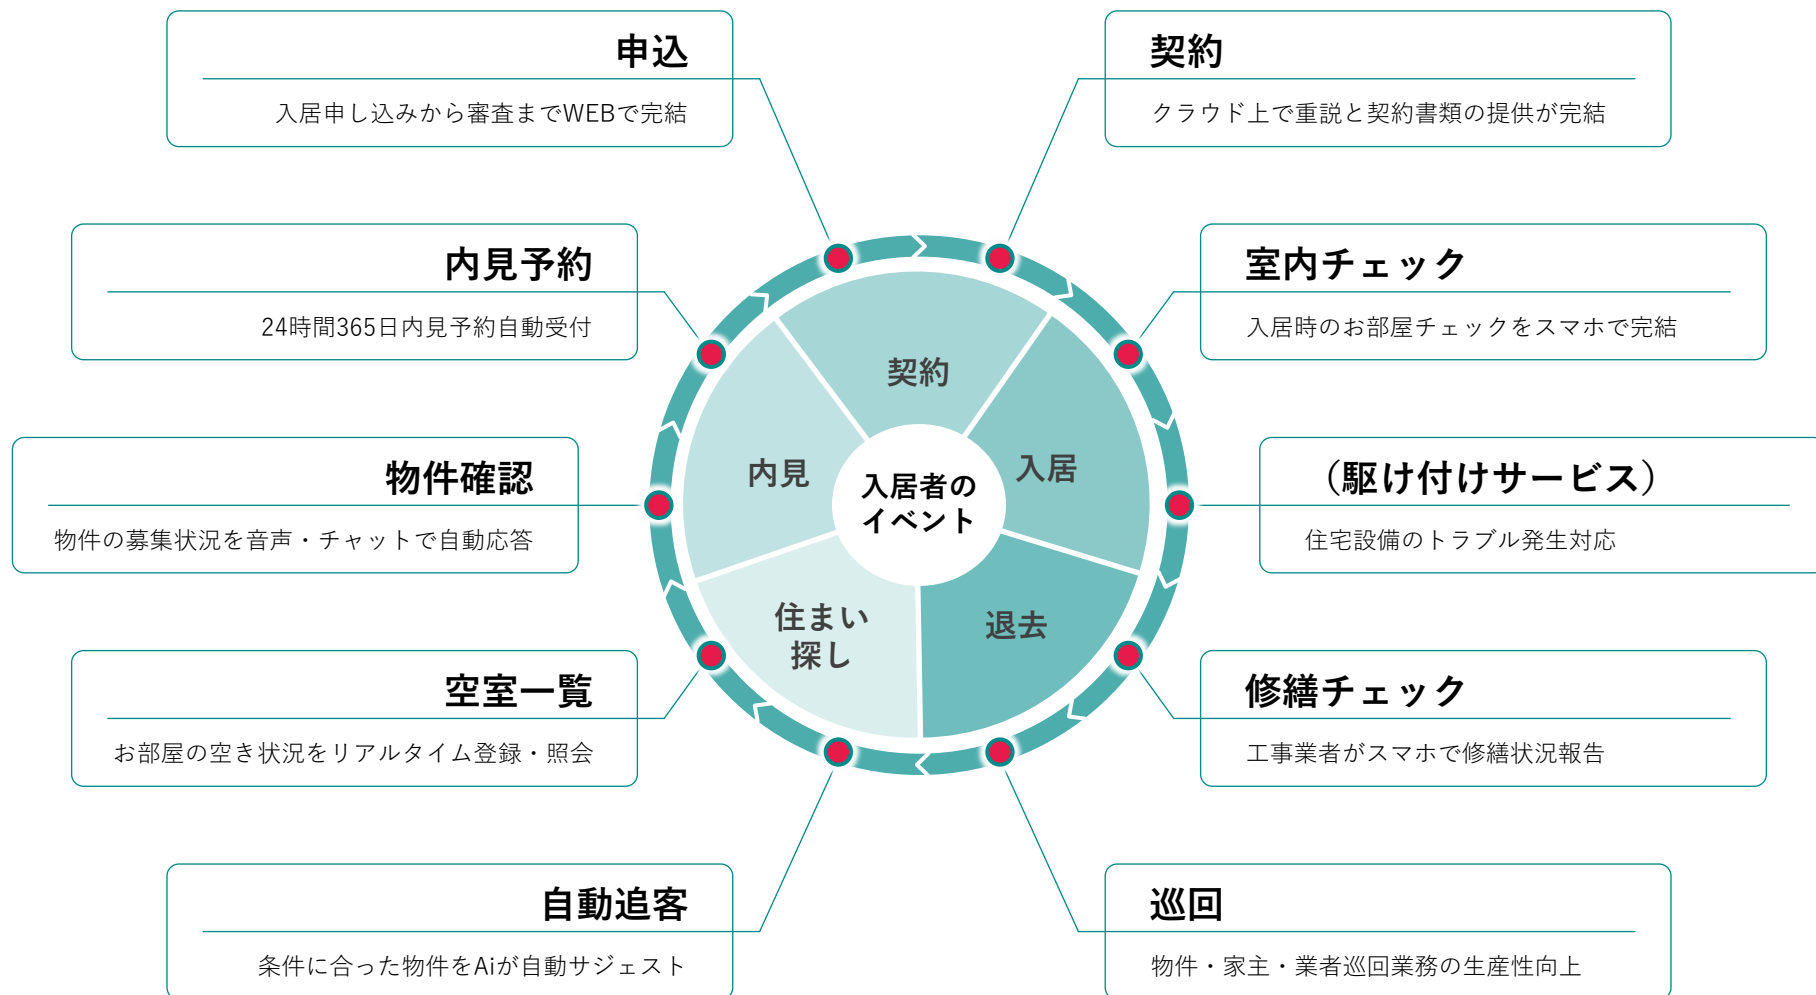 申込
入居申し込みから審査までWEBで完結
契約
クラウド上で重説と契約書類の提供が完結
内見予約
24時間365日内見予約自動受付
室内チェック
入居時のお部屋チェックをスマホで完結
物件確認
物件の募集状況を音声・チャットで自動応答
（駆け付けサービス）
住宅設備のトラブル発生対応
空室一覧
お部屋の空き状況をリアルタイム登録・照会
修繕チェック
工事業者がスマホで修繕状況報告
自動追客
条件に合った物件をAiが自動サジェスト
巡回
物件・家主・業者巡回業務の生産性向上
契約
内見
入居
入居者の
イベント
住まい
探し
退去